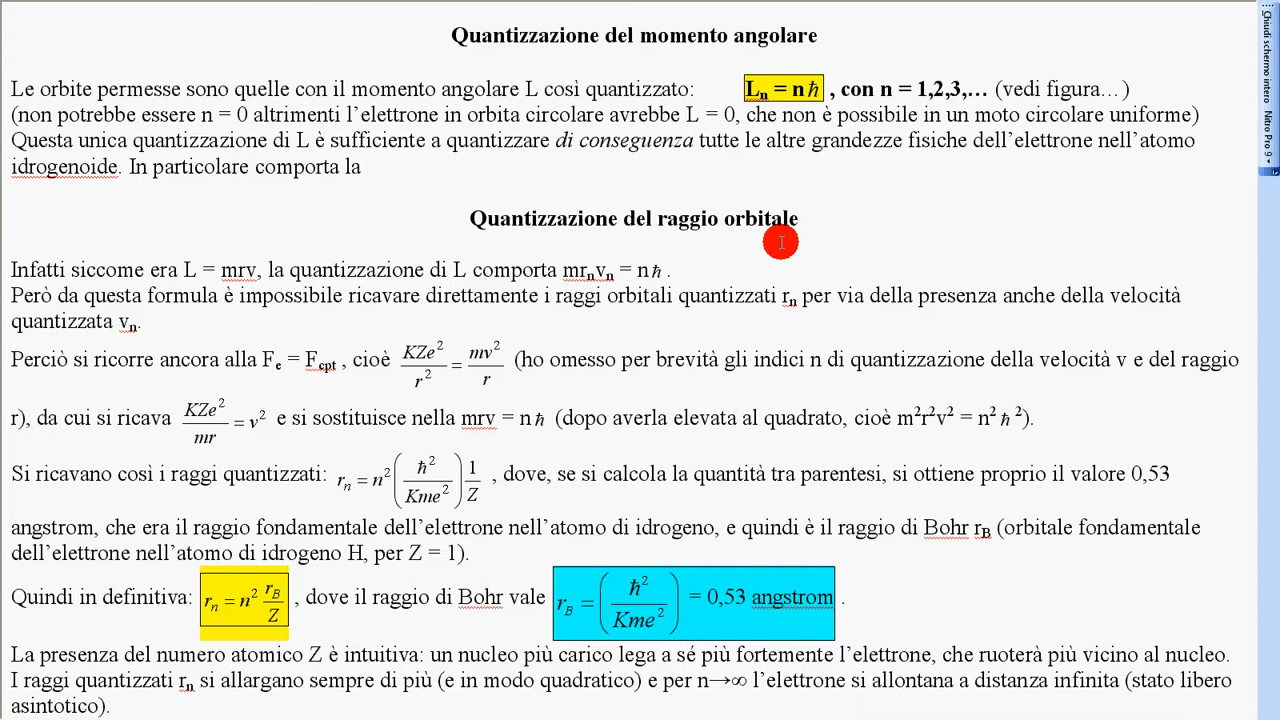 Quantizzazione del momento angolare
Le orbite permesse sono quelle con il momento angolare L così quantizzato: Lₙ = nℏ , con n = 1,2,3,… (vedi figura…)
(non potrebbe essere n = 0 altrimenti l’elettrone in orbita circolare avrebbe L = 0, che non è possibile in un moto circolare uniforme)
Questa unica quantizzazione di L è sufficiente a quantizzare di conseguenza tutte le altre grandezze fisiche dell’elettrone nell’atomo
idrogenoide. In particolare comporta la
Quantizzazione del raggio orbitale
Infatti siccome era L = mrv, la quantizzazione di L comporta mrₙvₙ = nℏ .
Però da questa formula è impossibile ricavare direttamente i raggi orbitali quantizzati rₙ per via della presenza anche della velocità
quantizzata vₙ.
Perciò si ricorre ancora alla Fe = Fcpt , cioè KZe²/r² = mv²/r (ho omesso per brevità gli indici n di quantizzazione della velocità v e del raggio
r), da cui si ricava KZe²/mr = v² e si sostituisce nella mrv = nℏ (dopo averla elevata al quadrato, cioè m²r²v² = n²ℏ²).
Si ricavano così i raggi quantizzati: rₙ = n² (ℏ²/Kme²) 1/Z , dove, se si calcola la quantità tra parentesi, si ottiene proprio il valore 0,53
angstrom, che era il raggio fondamentale dell’elettrone nell’atomo di idrogeno, e quindi è il raggio di Bohr rB (orbitale fondamentale
dell’elettrone nell’atomo di idrogeno H, per Z = 1).
Quindi in definitiva: rₙ = n² rB/Z , dove il raggio di Bohr vale rB = (ℏ²/Kme²) = 0,53 angstrom .
La presenza del numero atomico Z è intuitiva: un nucleo più carico lega a sé più fortemente l’elettrone, che ruoterà più vicino al nucleo.
I raggi quantizzati rₙ si allargano sempre di più (e in modo quadratico) e per n→∞ l’elettrone si allontana a distanza infinita (stato libero
asintotico).
Chiudi schermo intero
Nitro Pro 9